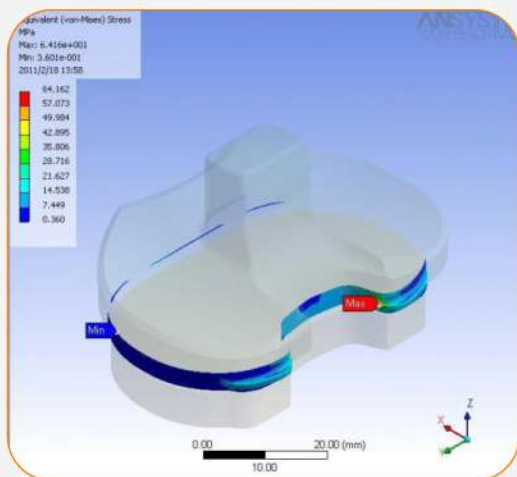 Equivalent (von-Mises) Stress
MPa
Max: 6.416e+001
Min: 3.601e-001
2011/2/18 13:58
ANSYS
64.162
57.073
49.984
42.895
35.806
28.716
21.627
14.538
7.449
0.360
Max
Min
0.00
20.00 (mm)
10.00
Z
X
Y